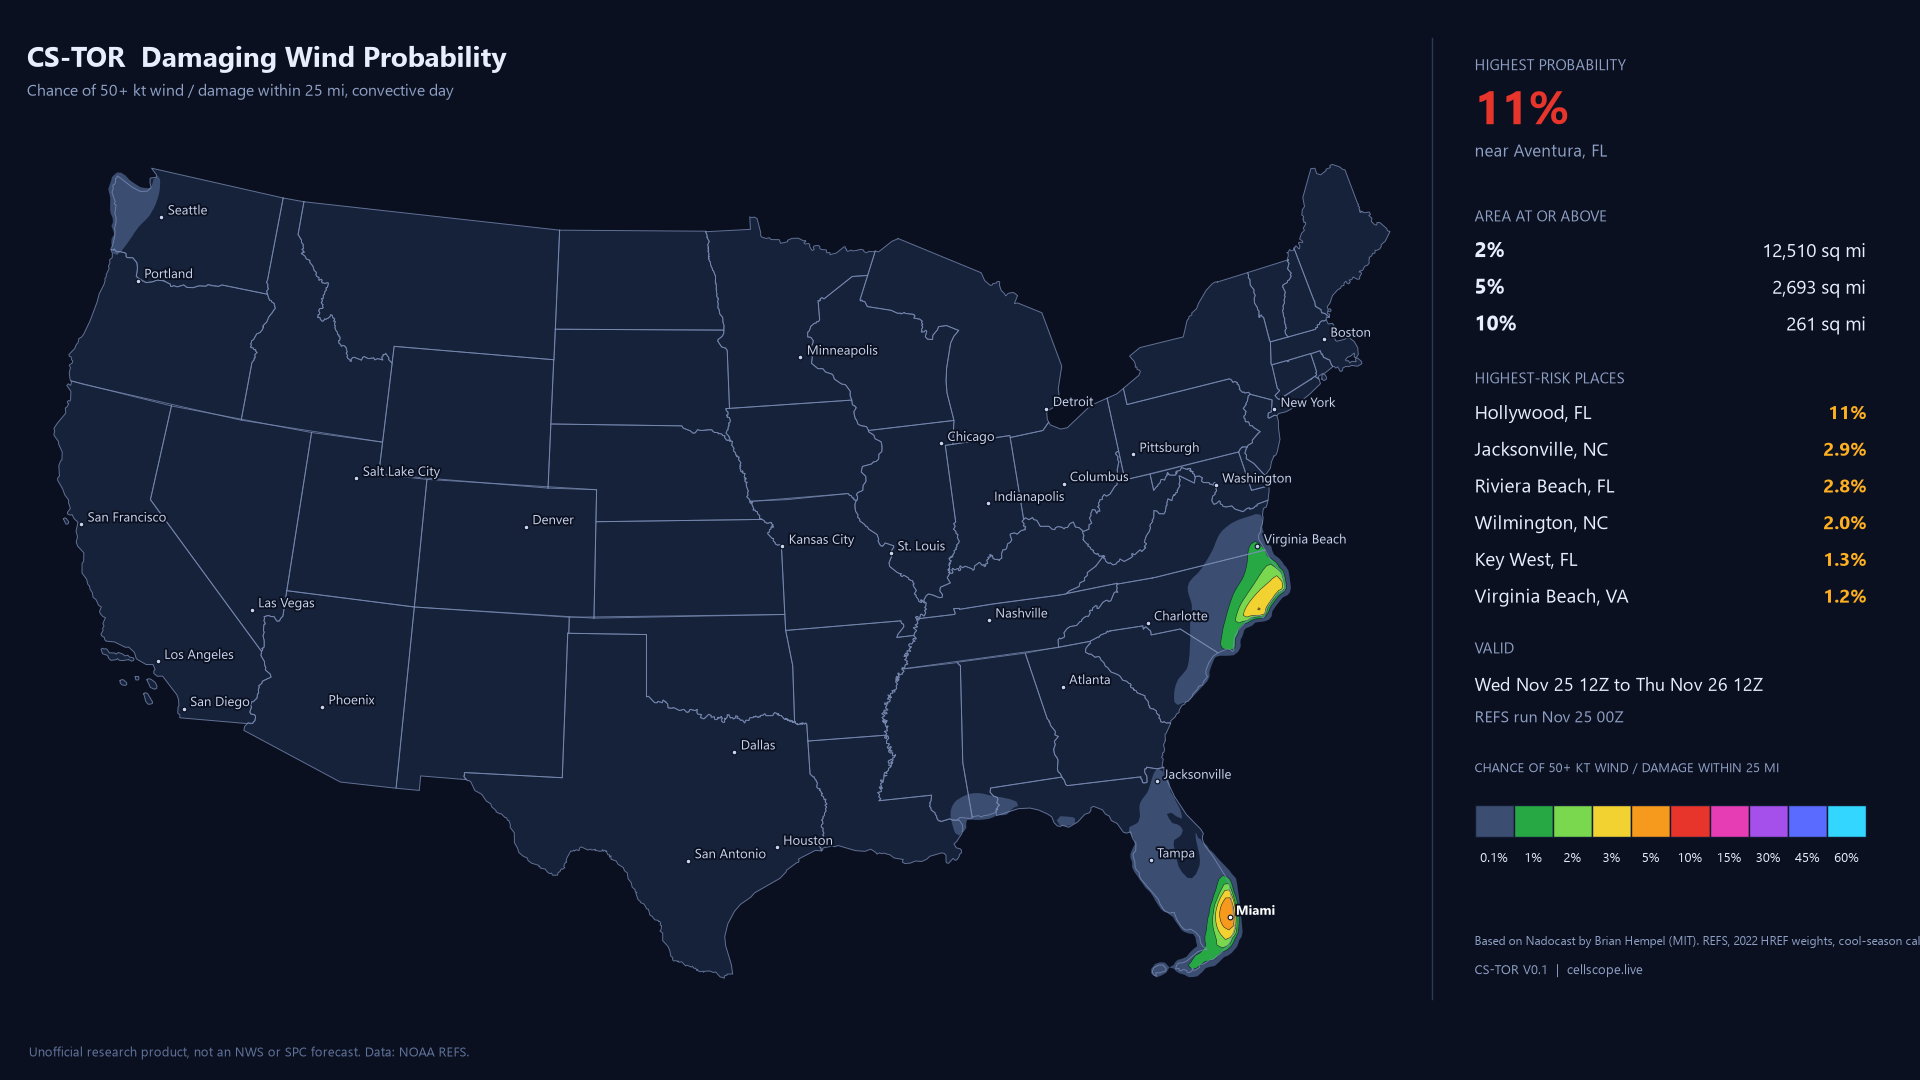 CS-TOR  Damaging Wind Probability
Chance of 50+ kt wind / damage within 25 mi, convective day
Seattle
Portland
Minneapolis
Boston
Detroit
New York
Chicago
Pittsburgh
Salt Lake City
Columbus
Washington
Indianapolis
San Francisco
Denver
Kansas City
St. Louis
Virginia Beach
Las Vegas
Nashville
Charlotte
Los Angeles
Atlanta
San Diego
Phoenix
Dallas
Jacksonville
Houston
San Antonio
Tampa
Miami
HIGHEST PROBABILITY
11%
near Aventura, FL
AREA AT OR ABOVE
2% 12,510 sq mi
5% 2,693 sq mi
10% 261 sq mi
HIGHEST-RISK PLACES
Hollywood, FL 11%
Jacksonville, NC 2.9%
Riviera Beach, FL 2.8%
Wilmington, NC 2.0%
Key West, FL 1.3%
Virginia Beach, VA 1.2%
VALID
Wed Nov 25 12Z to Thu Nov 26 12Z
REFS run Nov 25 00Z
CHANCE OF 50+ KT WIND / DAMAGE WITHIN 25 MI
0.1% 1% 2% 3% 5% 10% 15% 30% 45% 60%
Based on Nadocast by Brian Hempel (MIT). REFS, 2022 HREF weights, cool-season cal
CS-TOR V0.1 | cellscope.live
Unofficial research product, not an NWS or SPC forecast. Data: NOAA REFS.